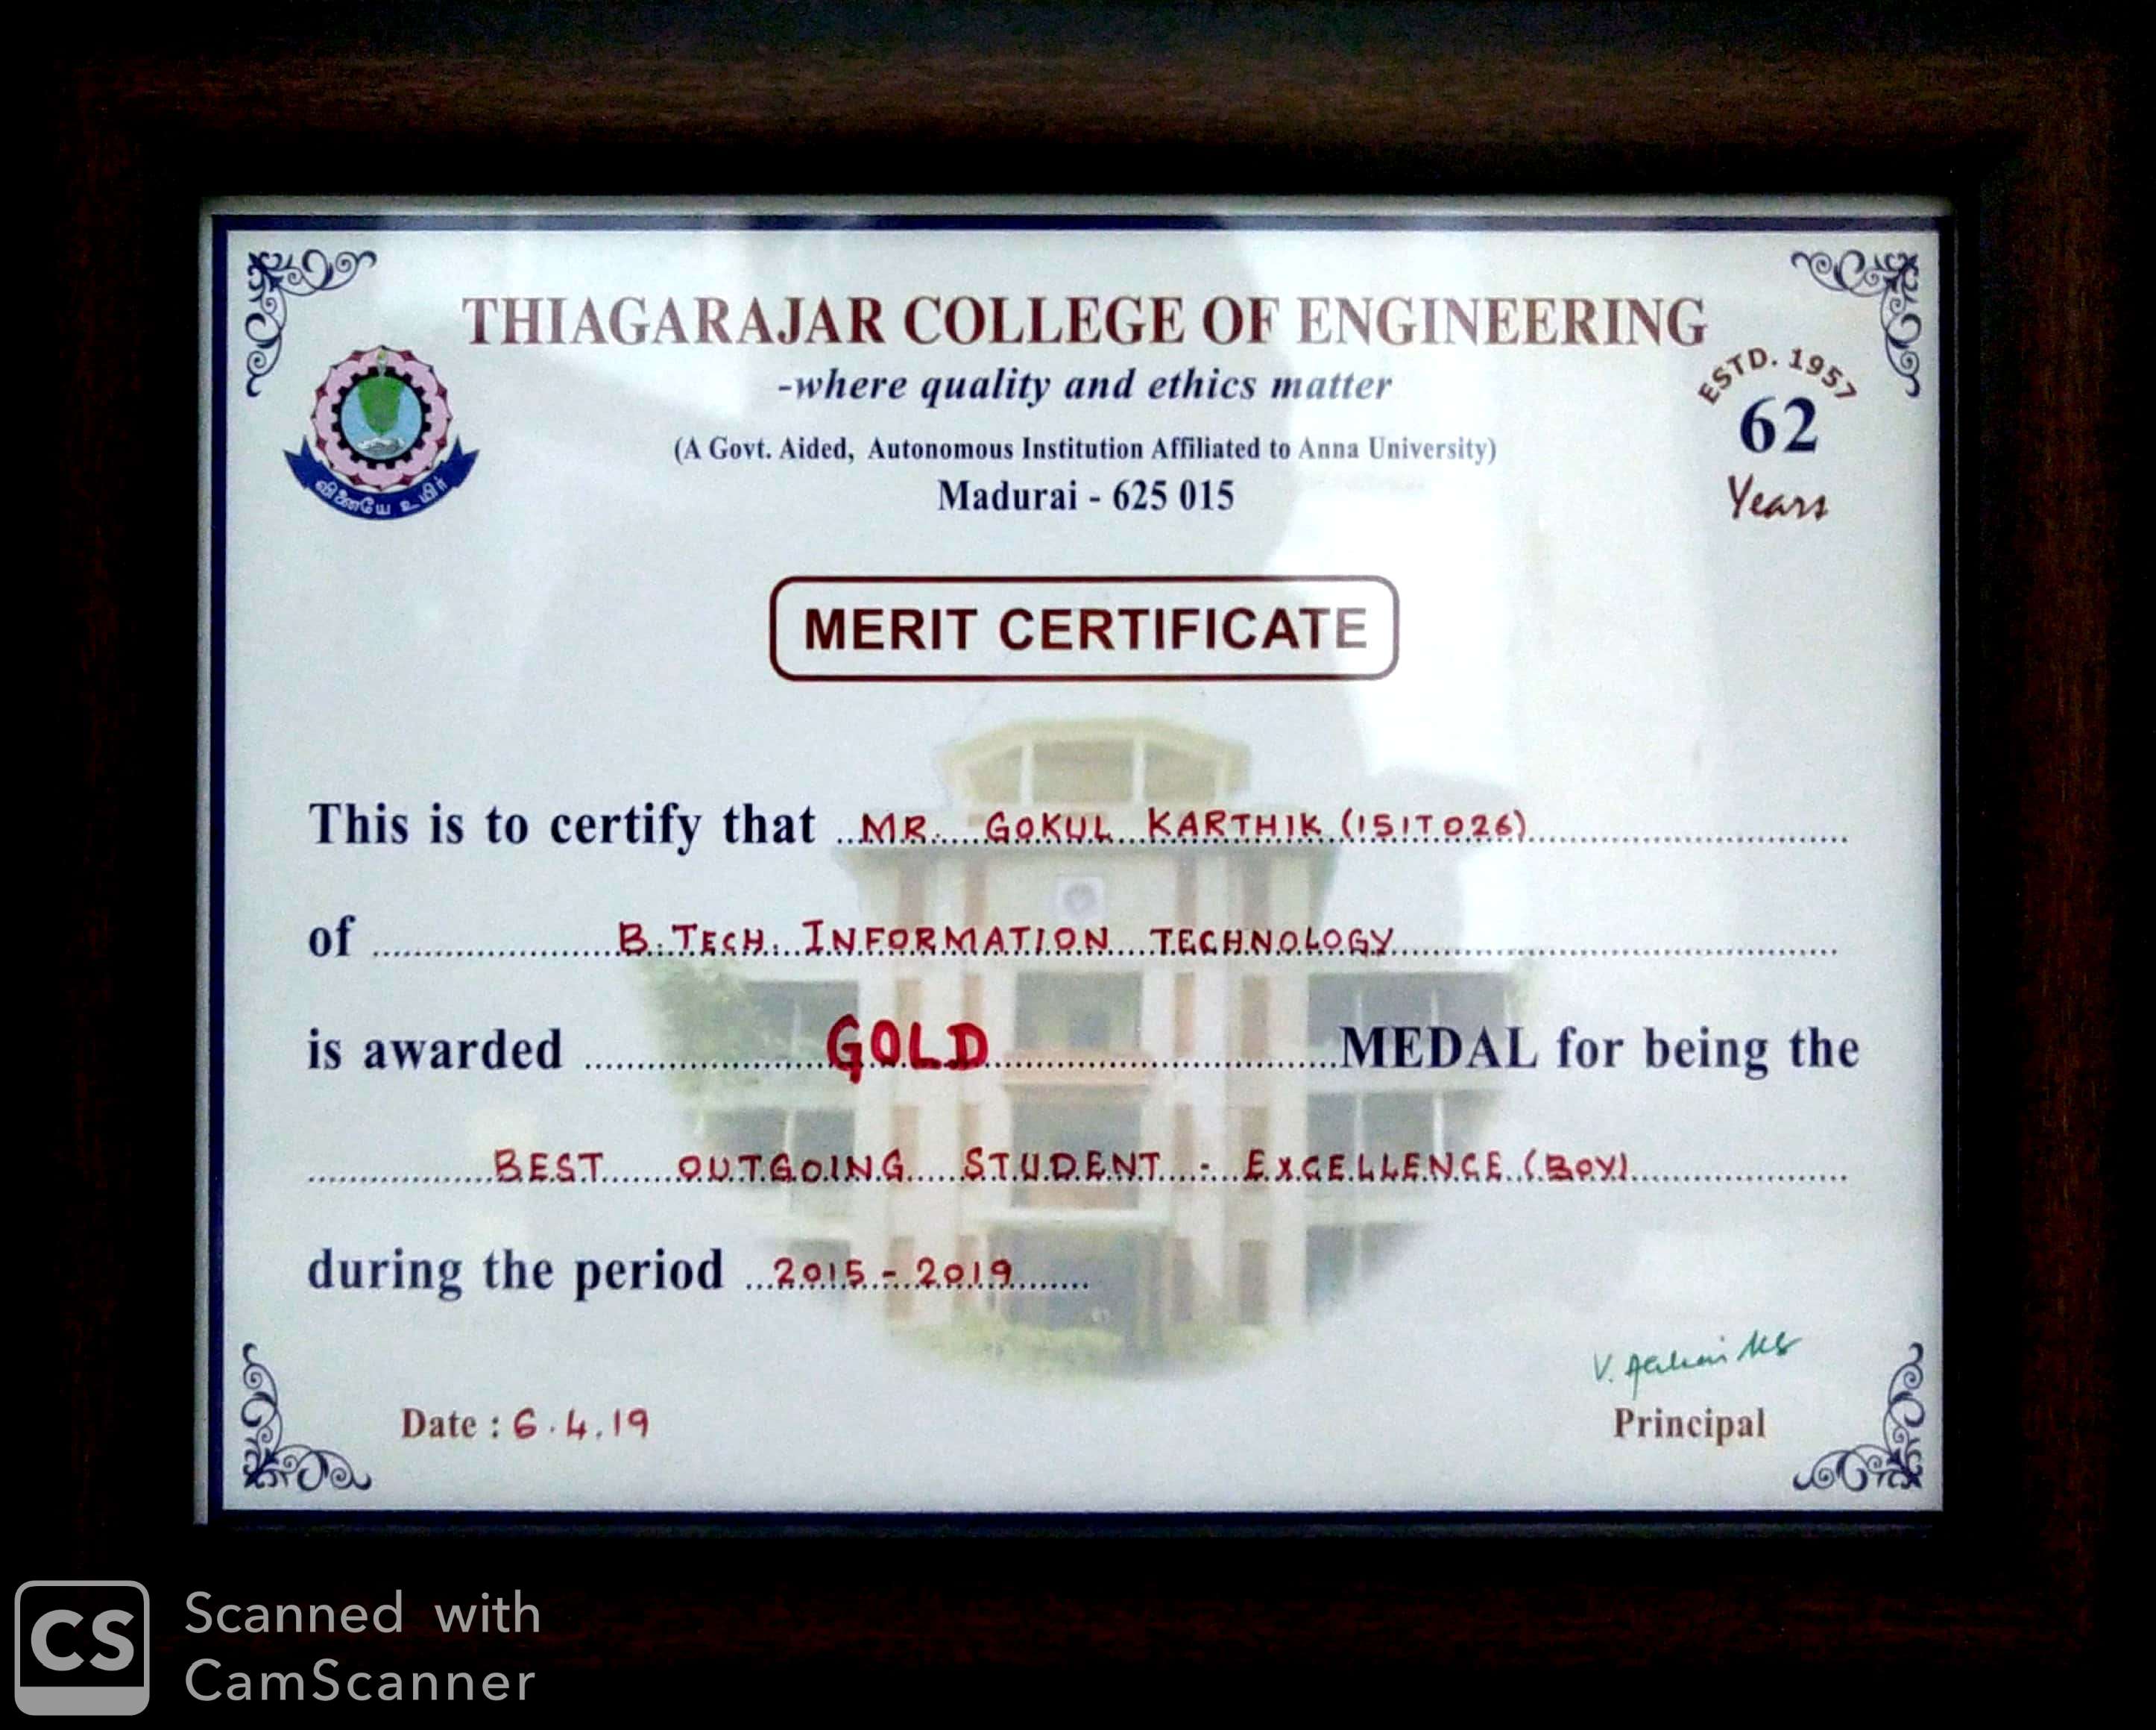 THIAGARAJAR COLLEGE OF ENGINEERING
-where quality and ethics matter
(A Govt. Aided, Autonomous Institution Affiliated to Anna University)
Madurai - 625 015
வினையே உயிர்
ESTD. 1957
62
Years
MERIT CERTIFICATE
This is to certify that MR. GOKUL KARTHIK (15IT026)
of B.TECH. INFORMATION TECHNOLOGY
is awarded GOLD MEDAL for being the
BEST OUTGOING STUDENT - EXCELLENCE (BOY)
during the period 2015 - 2019
Date : 6.4.19
Principal
CS
Scanned with
CamScanner